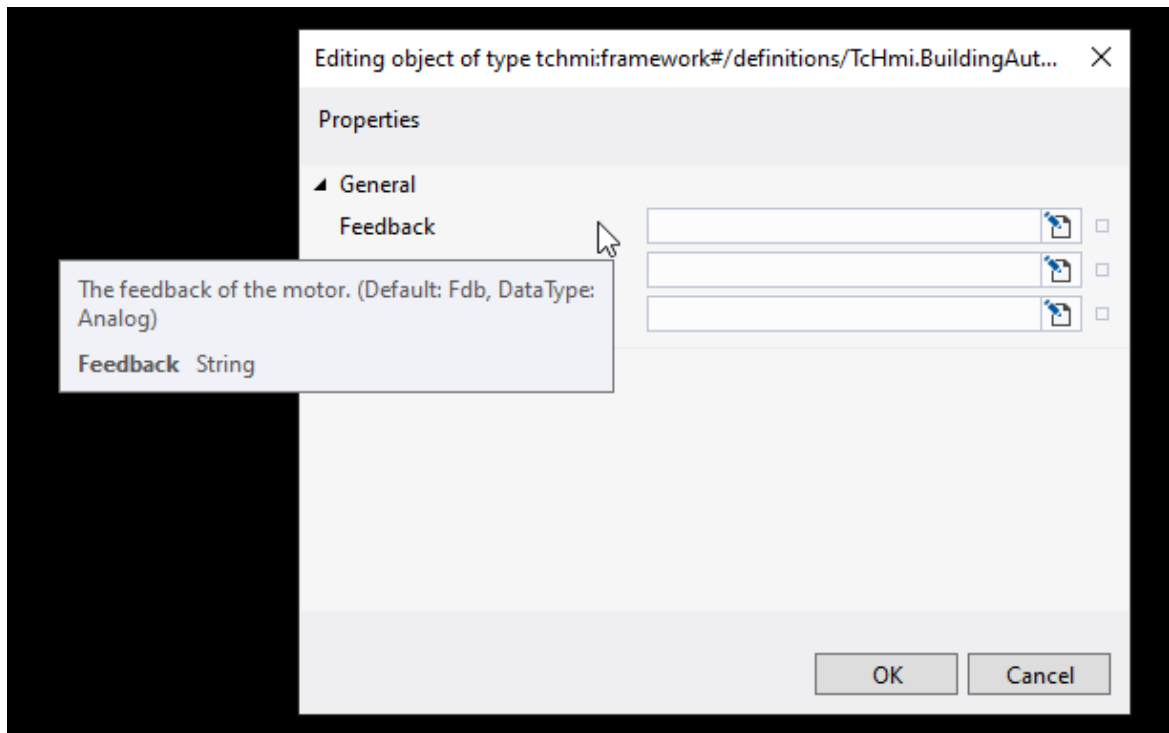 Editing object of type tchmi:framework#/definitions/TcHmi.BuildingAut...
Properties
General
Feedback
The feedback of the motor. (Default: Fdb, DataType:
Analog)
Feedback String
OK
Cancel